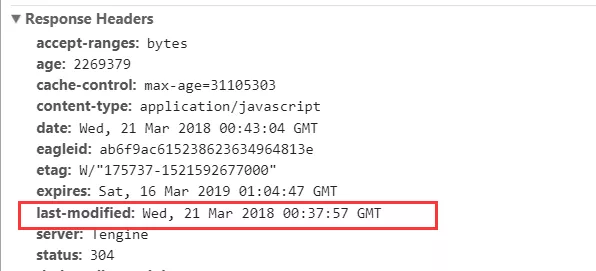 ▼ Response Headers
accept-ranges: bytes
age: 2269379
cache-control: max-age=31105303
content-type: application/javascript
date: Wed, 21 Mar 2018 00:43:04 GMT
eagleid: ab6f9ac615238623634964813e
etag: W/"175737-1521592677000"
expires: Sat, 16 Mar 2019 01:04:47 GMT
last-modified: Wed, 21 Mar 2018 00:37:57 GMT
server: Tengine
status: 304